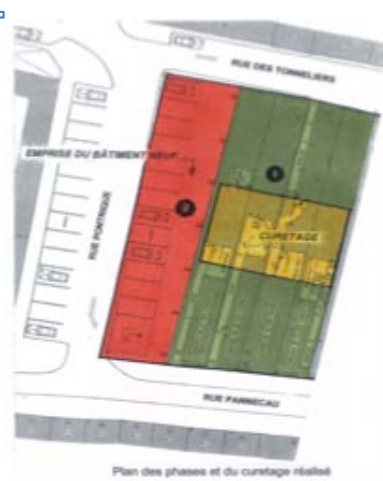 RUE DES TONNELIERS
EMPRISE DU BÂTIMENT NEUF
1
2
RUE PONTRIQUE
CURETAGE
RUE PANNECAU
Plan des phases et du curetage réalisé